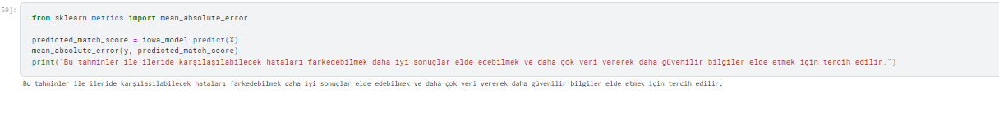 59]:
from sklearn.metrics import mean_absolute_error
predicted_match_score = iowa_model.predict(X)
mean_absolute_error(y, predicted_match_score)
print("Bu tahminler ile ileride karşılaşılabilecek hataları farkedebilmek daha iyi sonuçlar elde edebilmek ve daha çok veri vererek daha güvenilir bilgiler elde etmek için tercih edilir.")
Bu tahminler ile ileride karşılaşılabilecek hataları farkedebilmek daha iyi sonuçlar elde edebilmek ve daha çok veri vererek daha güvenilir bilgiler elde etmek için tercih edilir.